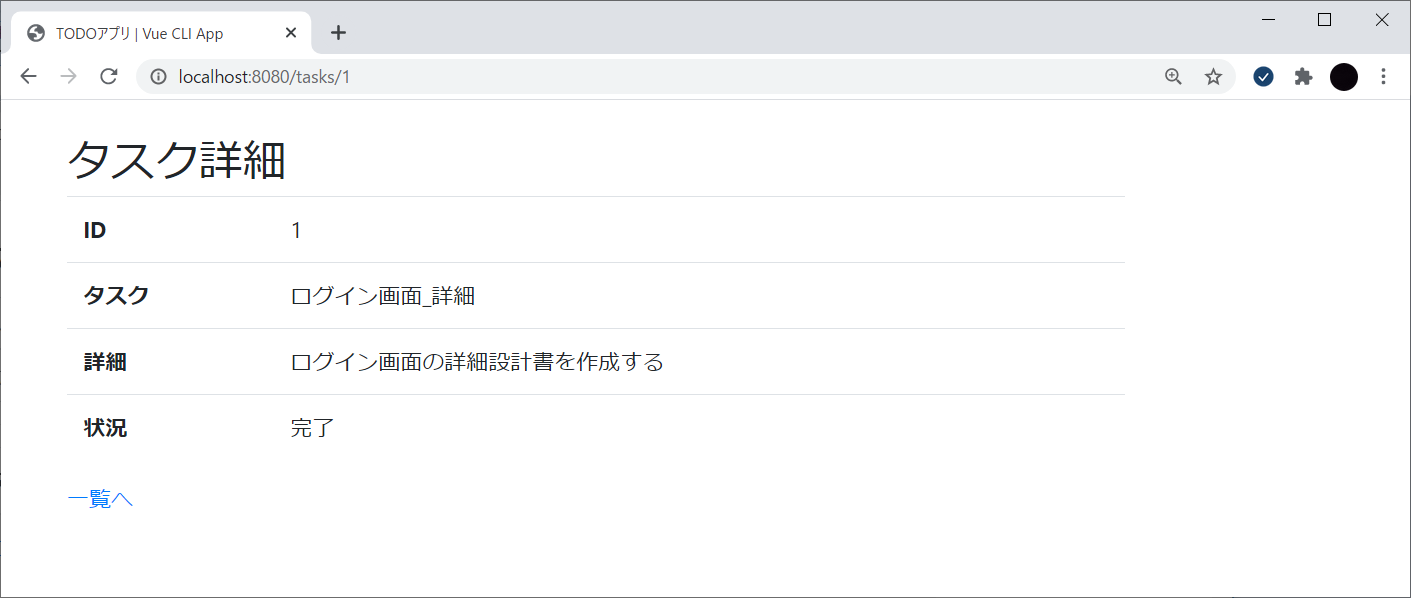 TODOアプリ | Vue CLI App
localhost:8080/tasks/1
タスク詳細
ID 1
タスク ログイン画面_詳細
詳細 ログイン画面の詳細設計書を作成する
状況 完了
一覧へ